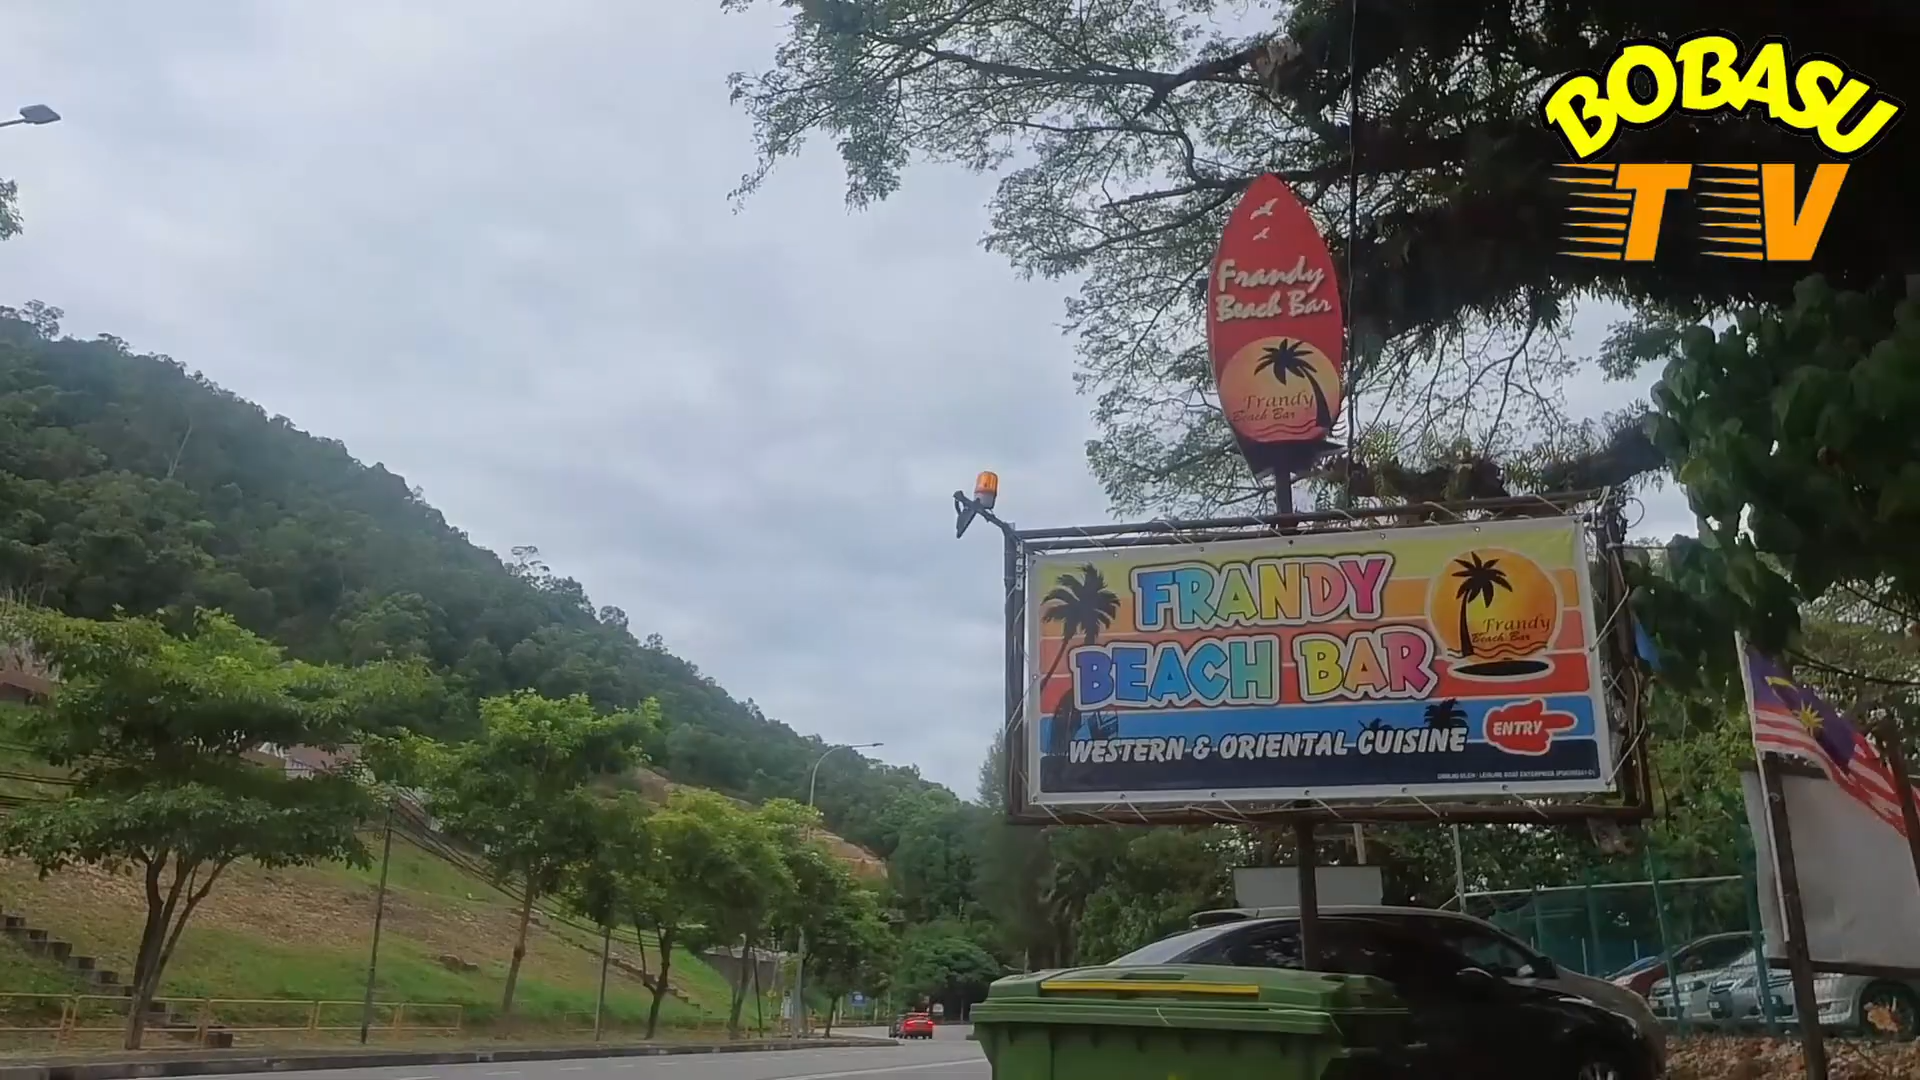 BOBASU
TV
Frandy
Beach Bar
Frandy
Beach Bar
FRANDY
BEACH BAR
Frandy
Beach Bar
WESTERN & ORIENTAL CUISINE
ENTRY